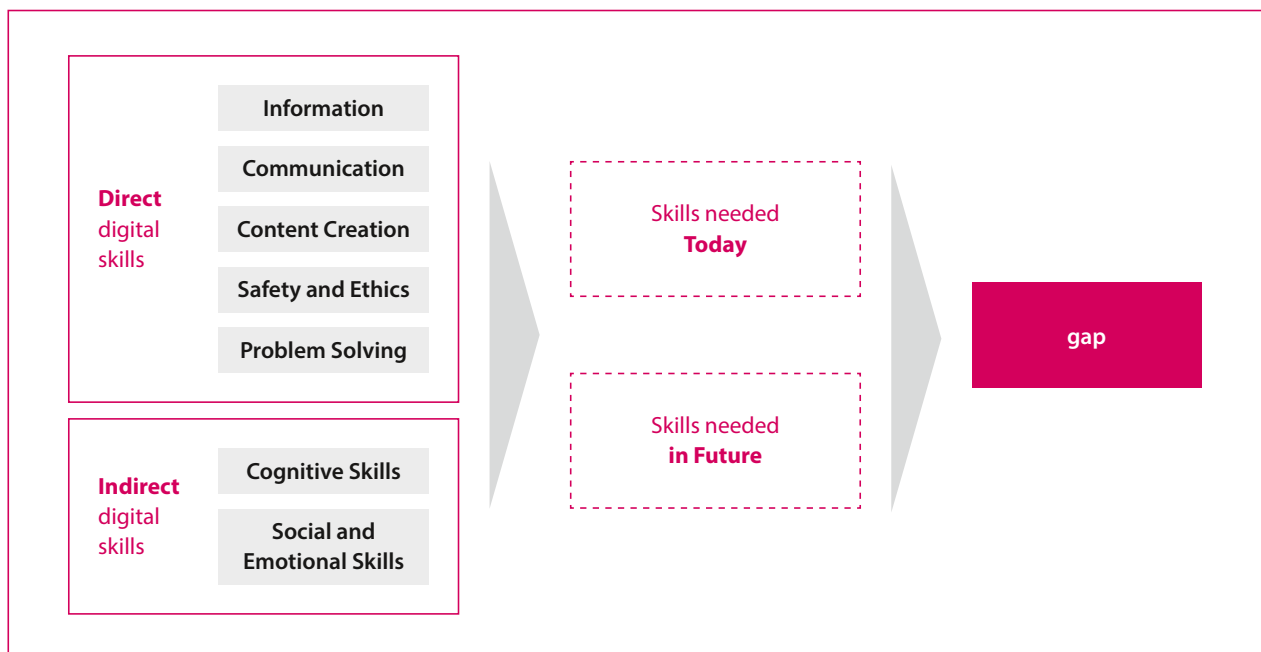 Direct
digital
skills
Information
Communication
Content Creation
Safety and Ethics
Problem Solving
Indirect
digital
skills
Cognitive Skills
Social and
Emotional Skills
Skills needed
Today
Skills needed
in Future
gap